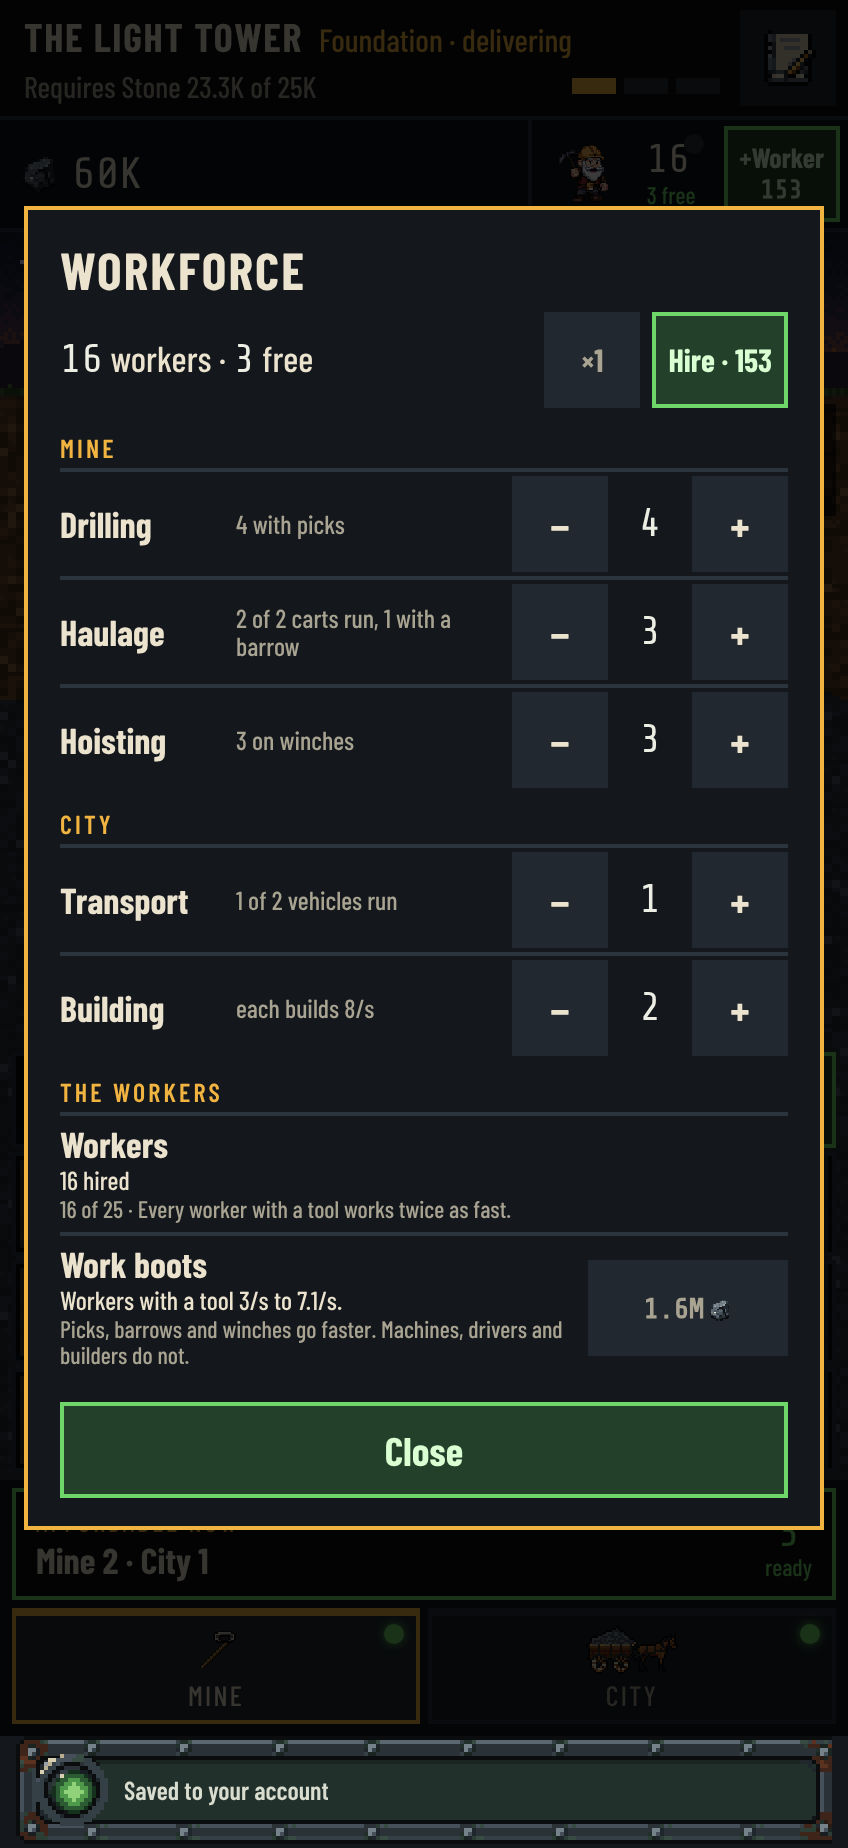 THE LIGHT TOWER Foundation · delivering
Requires Stone 23.3K of 25K
60K
16
3 free
+Worker
153
WORKFORCE
16 workers · 3 free
×1
Hire · 153
MINE
Drilling
4 with picks
– 4 +
Haulage
2 of 2 carts run, 1 with a
barrow
– 3 +
Hoisting
3 on winches
– 3 +
CITY
Transport
1 of 2 vehicles run
– 1 +
Building
each builds 8/s
– 2 +
THE WORKERS
Workers
16 hired
16 of 25 · Every worker with a tool works twice as fast.
Work boots
Workers with a tool 3/s to 7.1/s.
Picks, barrows and winches go faster. Machines, drivers and
builders do not.
1.6M
Close
Mine 2 · City 1
ready
MINE
CITY
Saved to your account